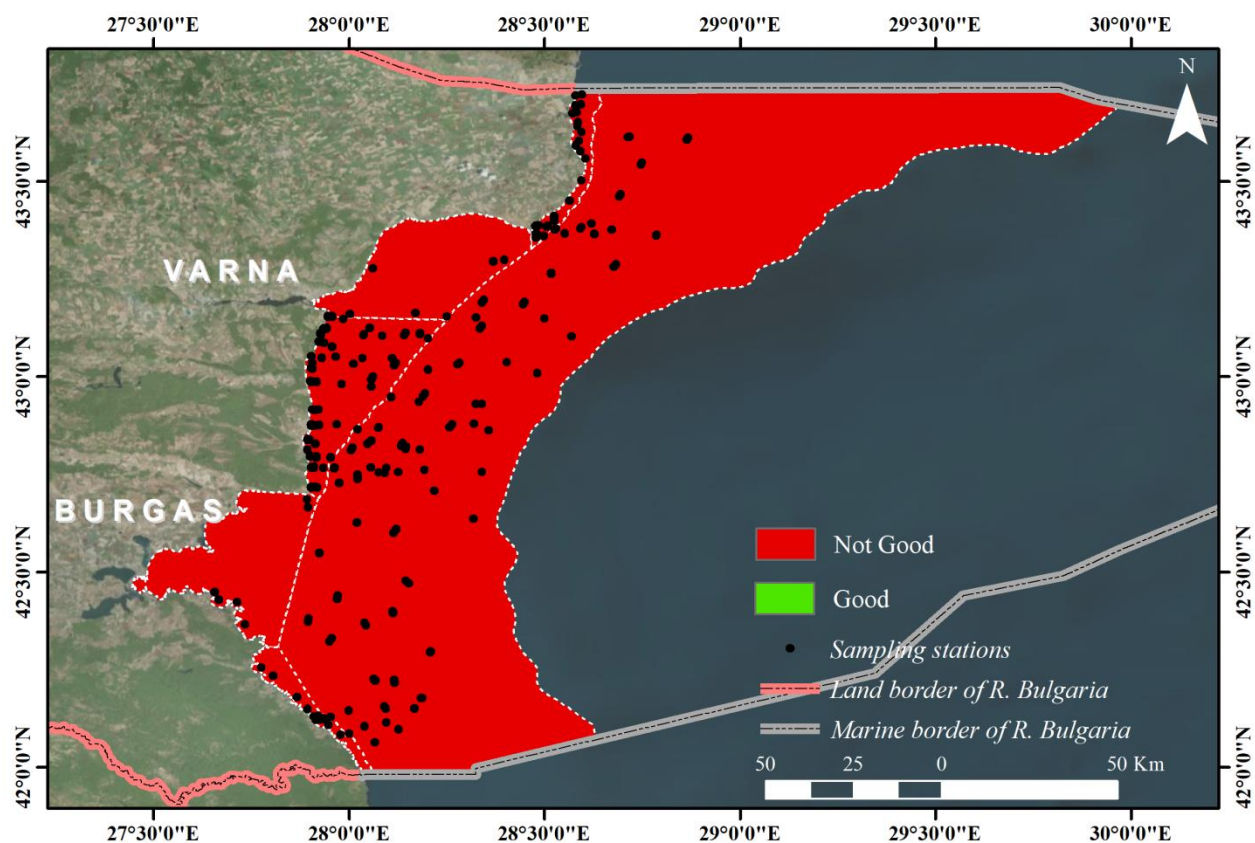 27°30'0"E 28°0'0"E 28°30'0"E 29°0'0"E 29°30'0"E 30°0'0"E
N
43°30'0"N 43°30'0"N
VARNA
43°0'0"N 43°0'0"N
BURGAS
Not Good
42°30'0"N 42°30'0"N
Good
Sampling stations
Land border of R. Bulgaria
Marine border of R. Bulgaria
42°0'0"N 42°0'0"N
50 25 0 50 Km
27°30'0"E 28°0'0"E 28°30'0"E 29°0'0"E 29°30'0"E 30°0'0"E